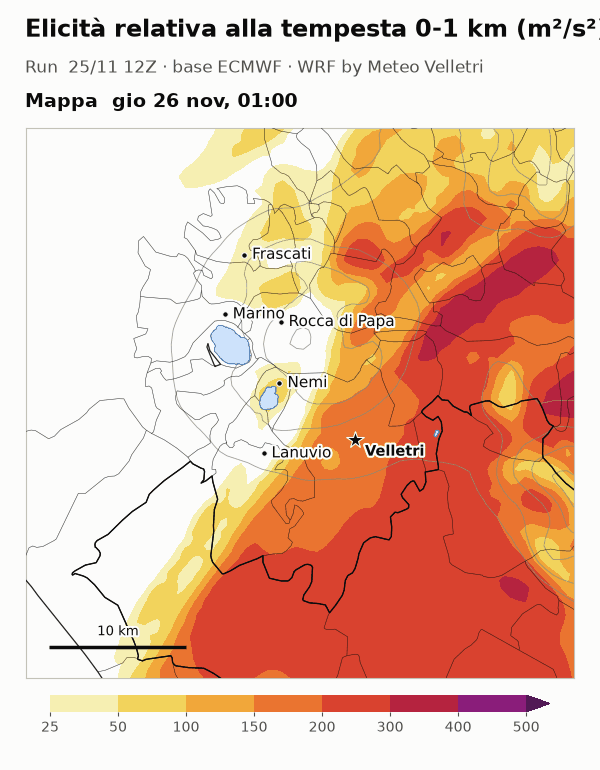 Elicità relativa alla tempesta 0-1 km (m²/s²)
Run  25/11 12Z · base ECMWF · WRF by Meteo Velletri
Mappa  gio 26 nov, 01:00
Frascati
Marino
Rocca di Papa
Nemi
Velletri
Lanuvio
10 km
25 50 100 150 200 300 400 500